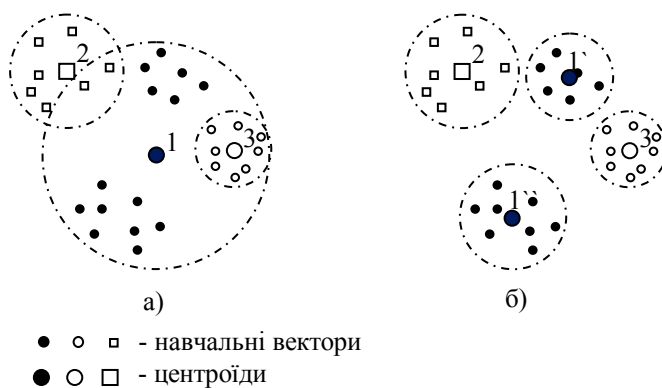 2
1
3
2
1`
3
1``
а)
б)
- навчальні вектори
- центроїди